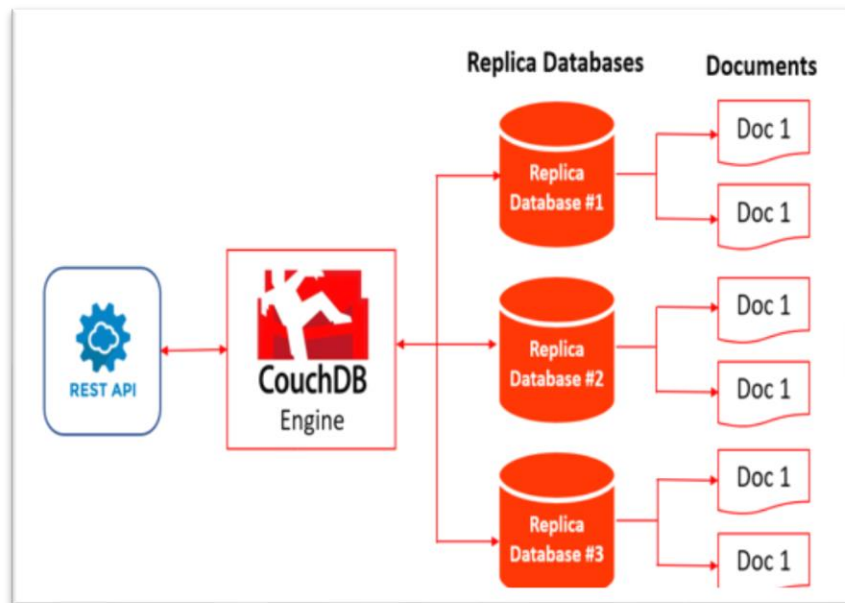 Replica Databases
Documents
Replica
Database #1
Doc 1
Doc 1
REST API
CouchDB
Engine
Replica
Database #2
Doc 1
Doc 1
Replica
Database #3
Doc 1
Doc 1